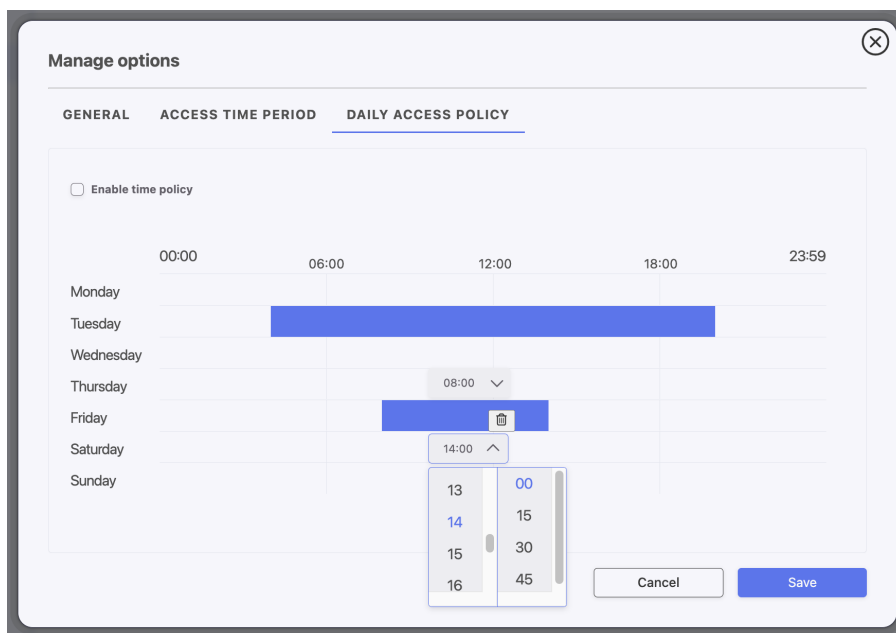 Manage options
GENERAL ACCESS TIME PERIOD DAILY ACCESS POLICY
Enable time policy
00:00 06:00 12:00 18:00 23:59
Monday
Tuesday
Wednesday
Thursday 08:00
Friday
Saturday 14:00
Sunday
13 00
14 15
15 30
16 45
Cancel Save